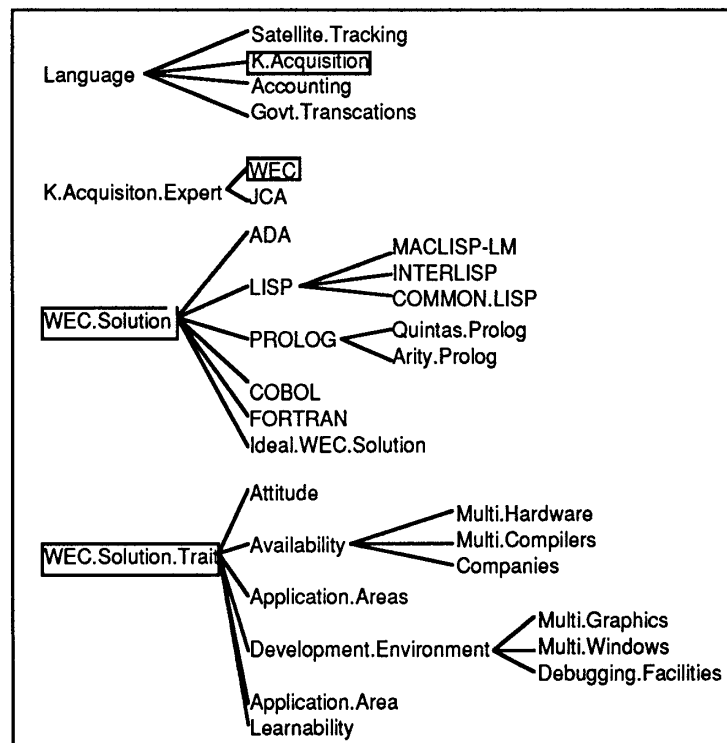 Satellite.Tracking
Language
K.Acquisition
Accounting
Govt.Transcations
WEC
K.Acquisiton.Expert
JCA
ADA
MACLISP-LM
LISP
INTERLISP
COMMON.LISP
WEC.Solution
PROLOG
Quintas.Prolog
Arity.Prolog
COBOL
FORTRAN
Ideal.WEC.Solution
Attitude
Multi.Hardware
WEC.Solution.Trait
Availability
Multi.Compilers
Companies
Application.Areas
Multi.Graphics
Development.Environment
Multi.Windows
Debugging.Facilities
Application.Area
Learnability